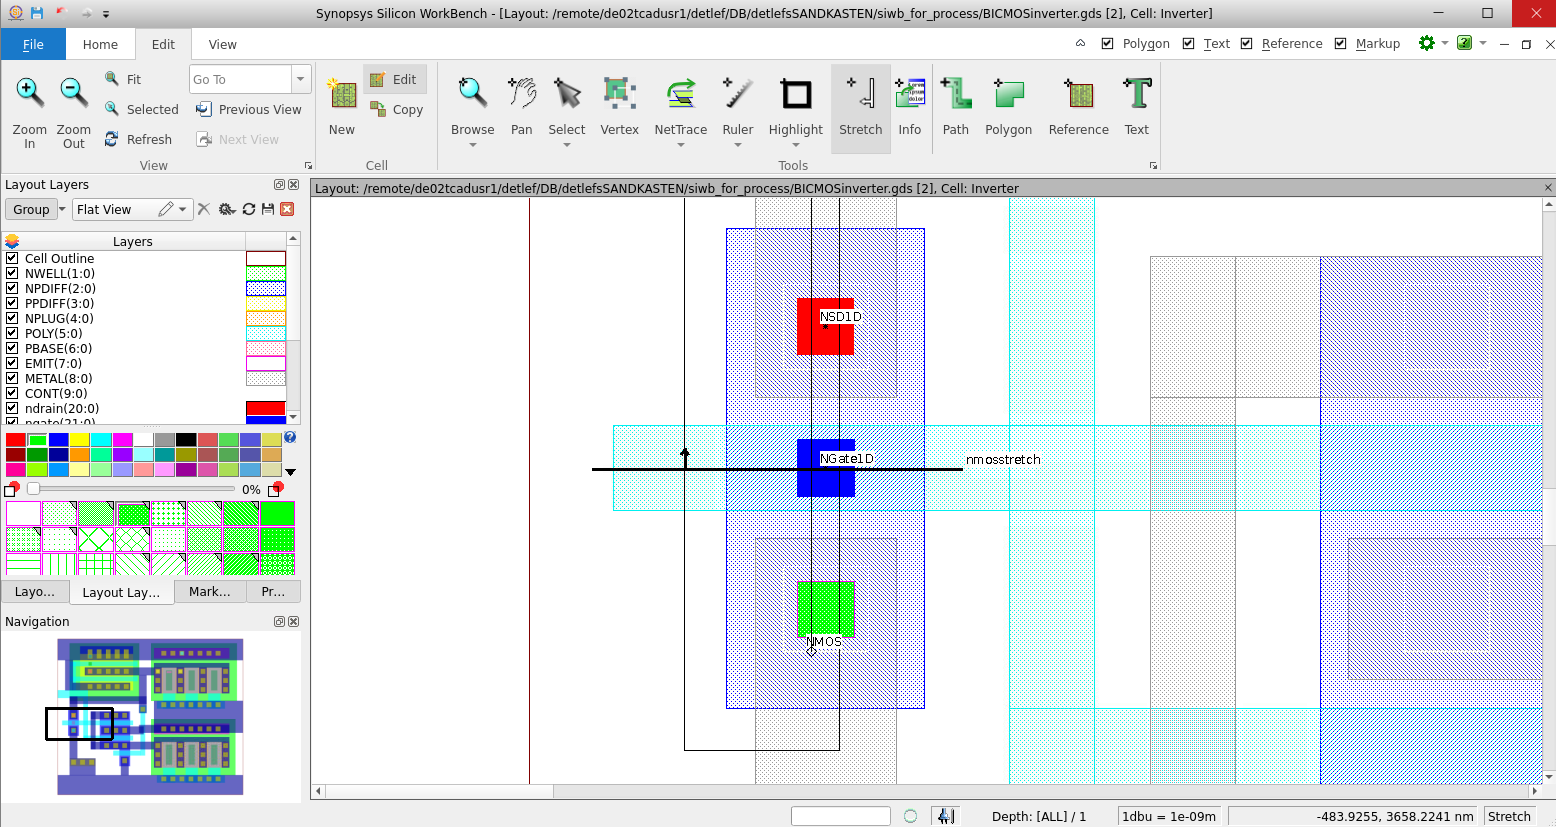 Synopsys Silicon WorkBench - [Layout: /remote/de02tcadusr1/detlef/DB/detlefsSANDKASTEN/siwb_for_process/BICMOSinverter.gds [2], Cell: Inverter]
File
Home
Edit
View
Polygon
Text
Reference
Markup
Zoom In
Zoom Out
Fit
Selected
Refresh
Go To
Previous View
Next View
View
New
Edit
Copy
Cell
Browse
Pan
Select
Vertex
NetTrace
Ruler
Highlight
Stretch
Info
Path
Polygon
Reference
Text
Tools
Layout Layers
Group
Flat View
Layers
Cell Outline
NWELL(1:0)
NPDIFF(2:0)
PPDIFF(3:0)
NPLUG(4:0)
POLY(5:0)
PBASE(6:0)
EMIT(7:0)
METAL(8:0)
CONT(9:0)
ndrain(20:0)
ngate(21:0)
0%
Layo...
Layout Lay...
Mark...
Pr...
Navigation
Layout: /remote/de02tcadusr1/detlef/DB/detlefsSANDKASTEN/siwb_for_process/BICMOSinverter.gds [2], Cell: Inverter
NSD1D
NGate1D
nmosstretch
NMOS
Depth: [ALL] / 1
1dbu = 1e-09m
-483.9255, 3658.2241 nm
Stretch